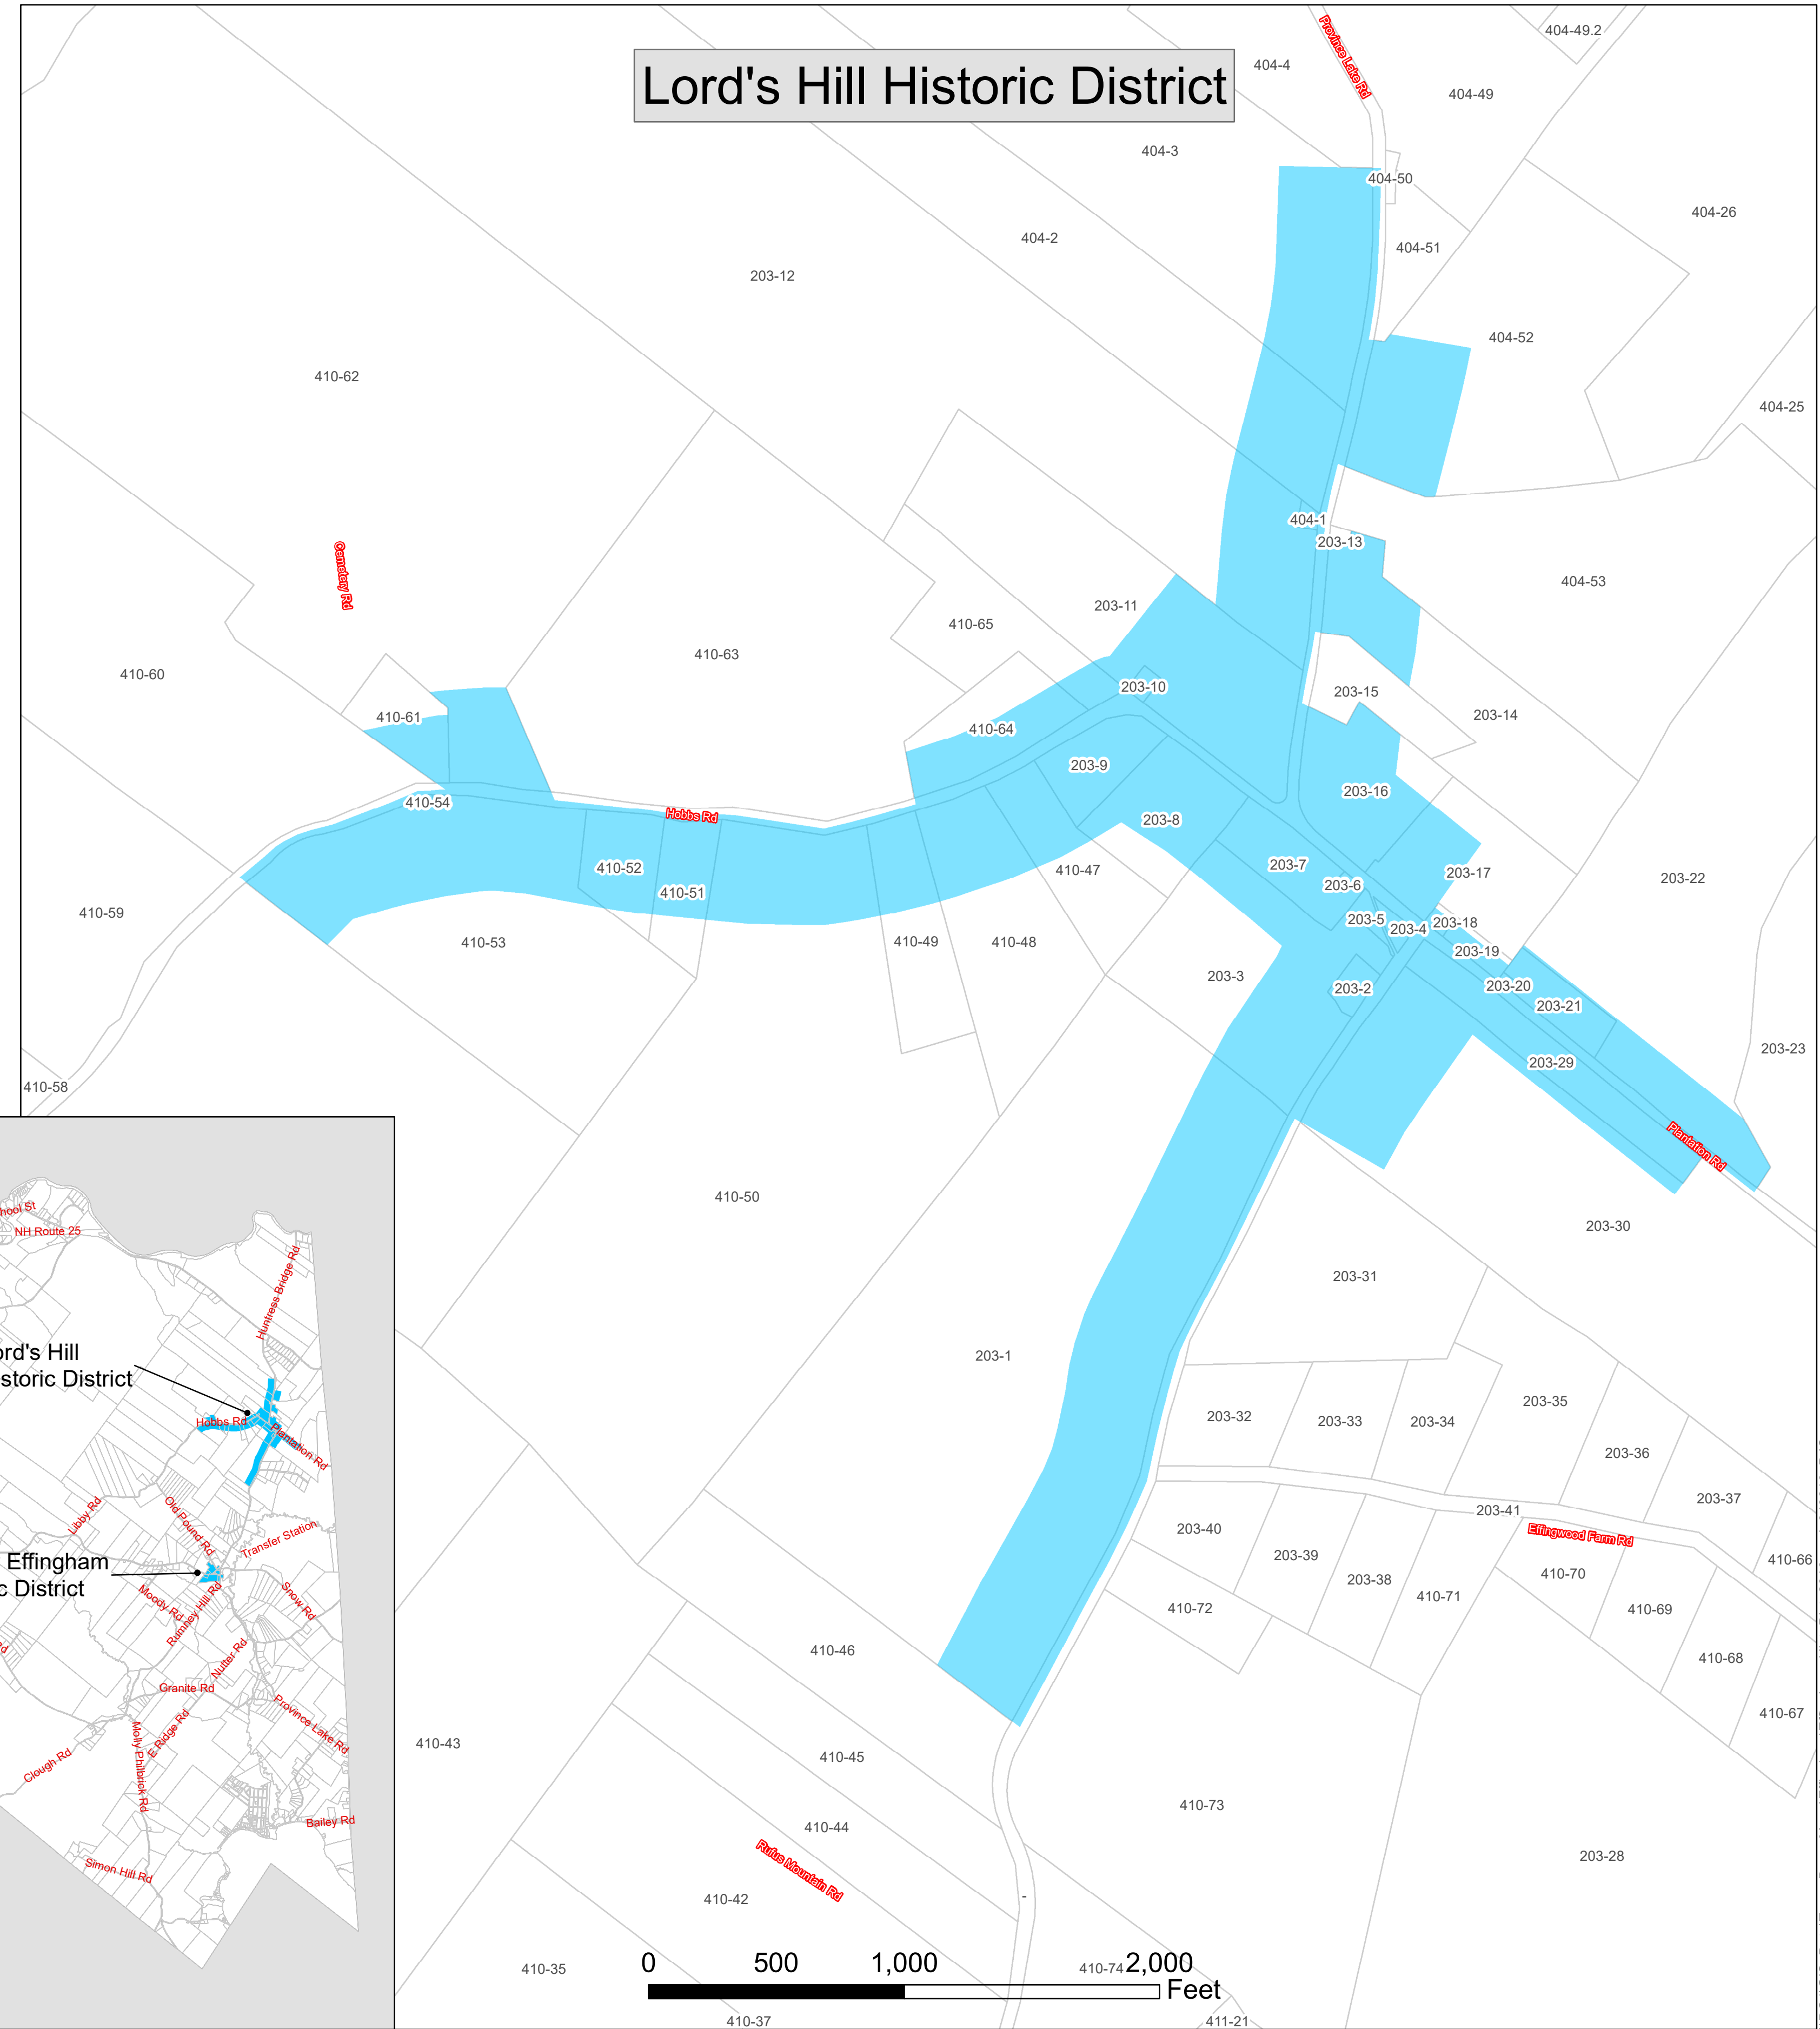 Lord's Hill Historic District
404-49.2
Province Lake Rd
404-4
404-49
404-3
404-50
404-26
404-2
404-51
203-12
404-52
410-62
404-25
404-1
203-13
404-53
Cemetery Rd
203-11
410-65
410-63
410-60
203-10
203-15
203-14
410-61
410-64
203-9
203-16
410-54
Hobbs Rd
203-8
203-7
410-52
410-47
203-17
203-22
203-6
410-51
410-59
203-5
203-18
203-4
410-53
410-49
410-48
203-19
203-3
203-20
203-2
203-21
203-23
203-29
410-58
Plantation Rd
410-50
203-30
203-31
203-1
203-35
203-32
203-33
203-34
203-36
203-37
203-41
203-40
Effingwood Farm Rd
203-39
410-66
203-38
410-70
410-71
410-72
410-69
410-46
410-68
410-67
410-43
410-45
410-73
410-44
203-28
Rufus Mountain Rd
410-42
-
410-35
410-74
410-37
411-21
0 500 1,000 2,000
Feet
hool St
NH Route 25
Huntress Bridge Rd
ord's Hill
storic District
Hobbs Rd
Plantation Rd
Libby Rd
Old Pound Rd
Transfer Station
Effingham
c District
Moody Rd
Rumney Hill Rd
Snow Rd
Nutter Rd
Granite Rd
Province Lake Rd
E Ridge Rd
Molly Philbrick Rd
Clough Rd
Bailey Rd
Simon Hill Rd